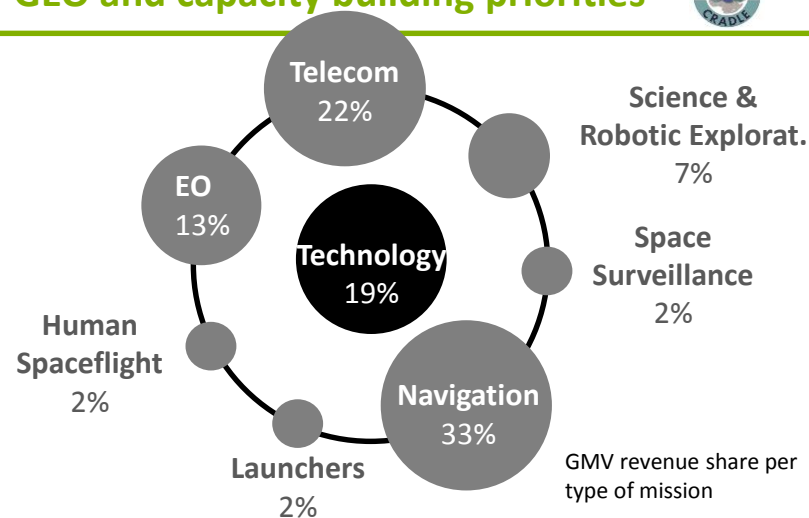 GEO and capacity building priorities
CRADLE
Telecom
22%
Science &
Robotic Explorat.
7%
EO
13%
Technology
19%
Space
Surveillance
2%
Human
Spaceflight
2%
Navigation
33%
Launchers
2%
GMV revenue share per
type of mission